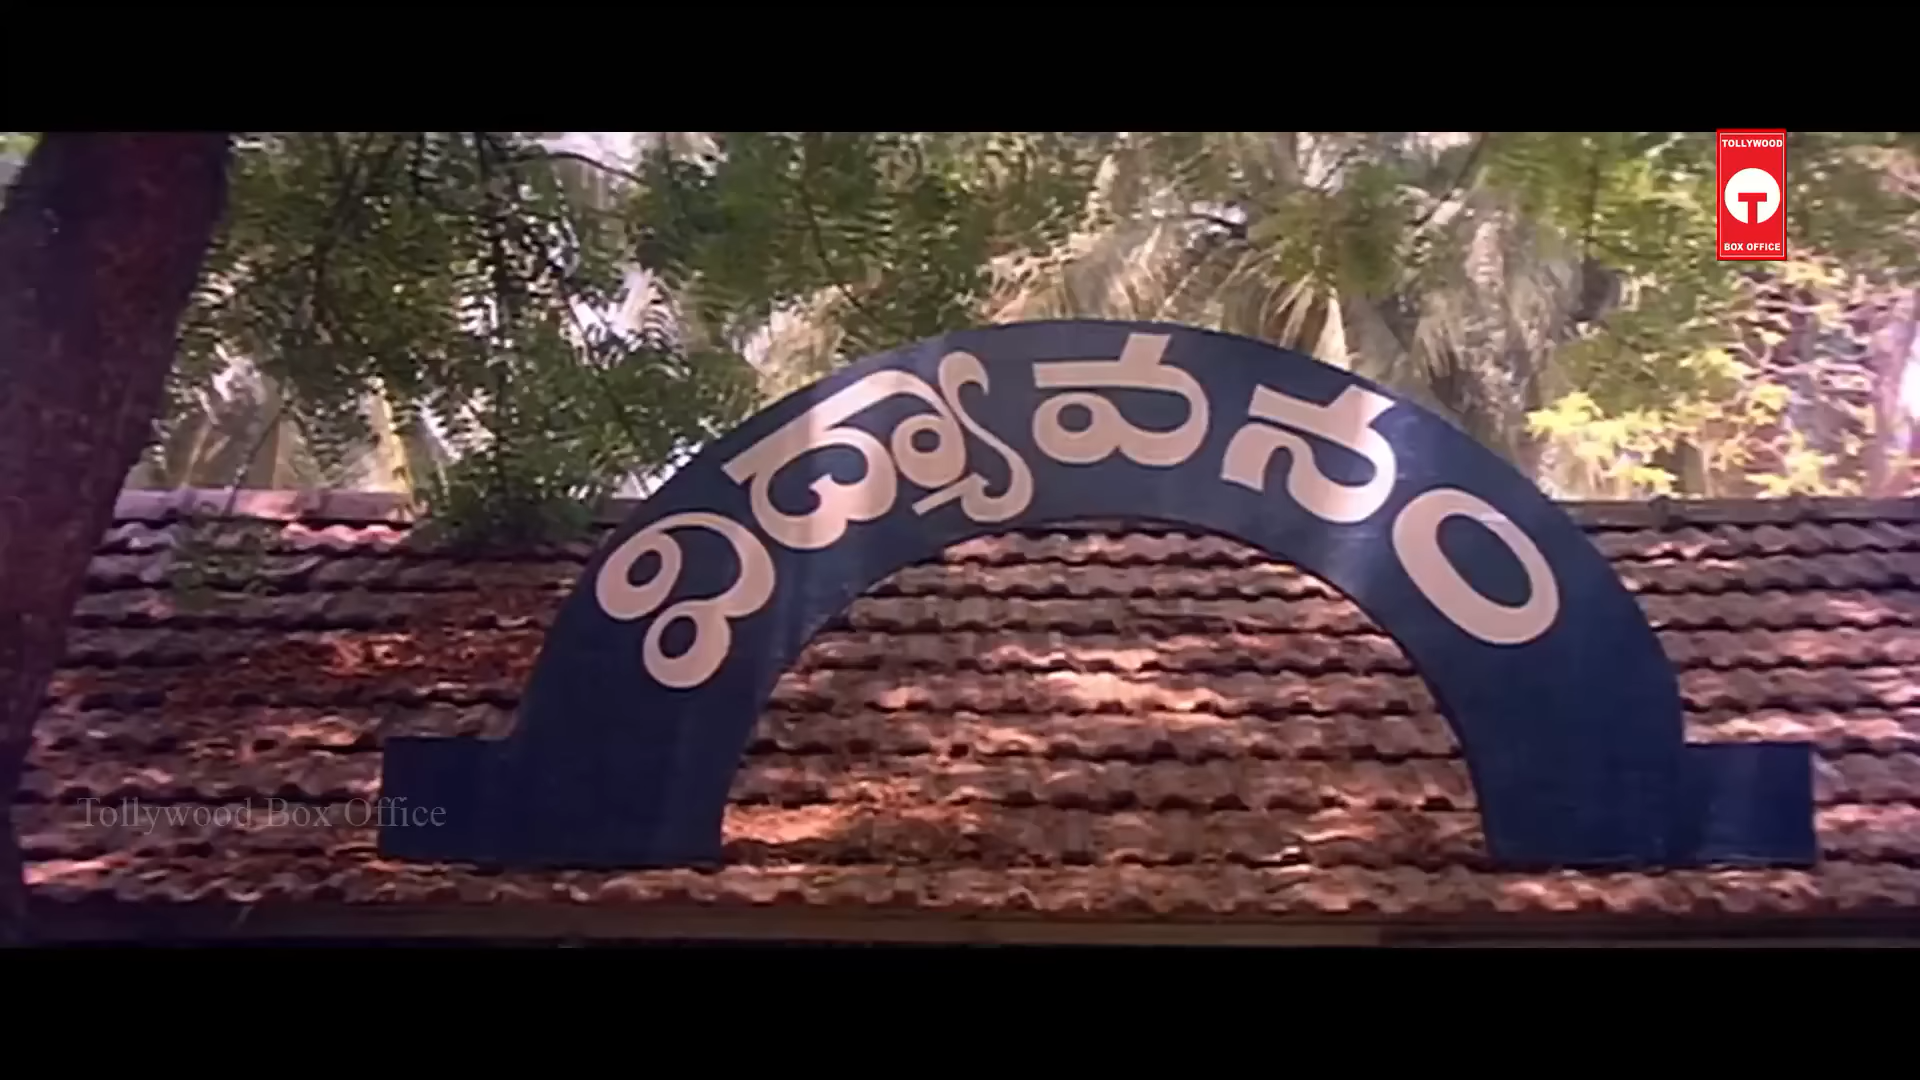 విద్యావనం
TOLLYWOOD
T
BOX OFFICE
Tollywood Box Office